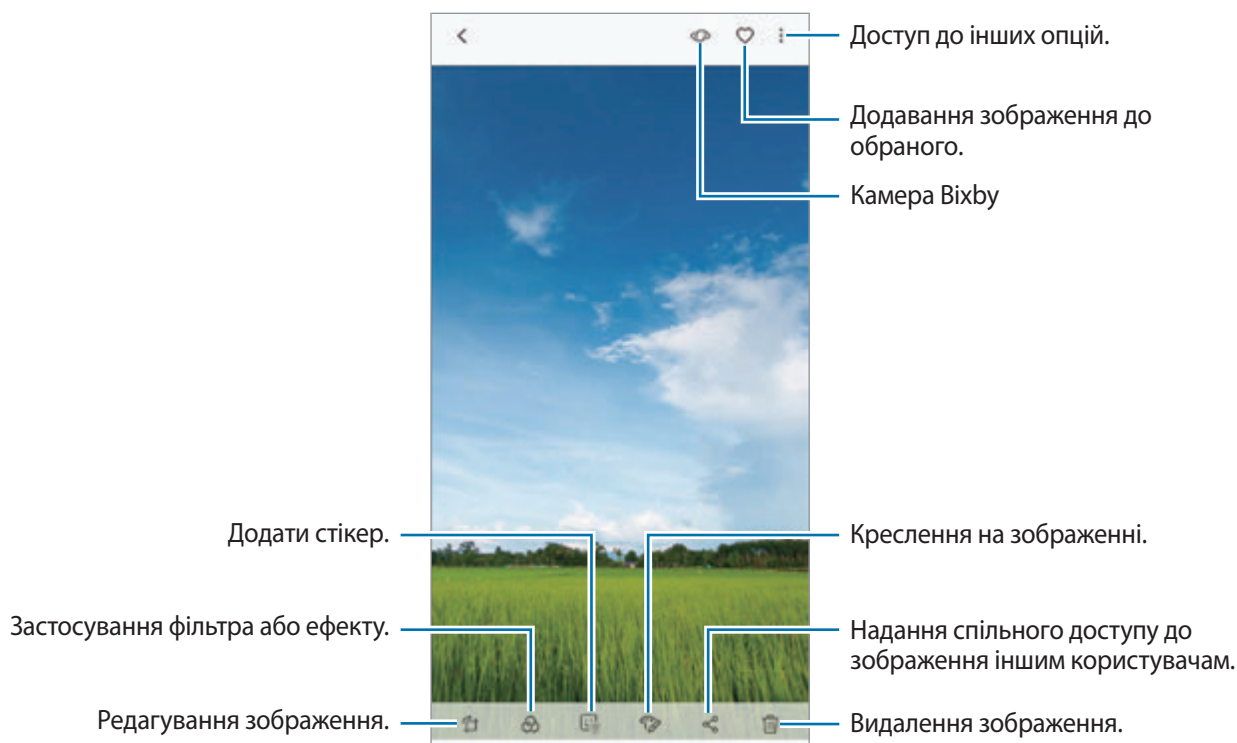 Доступ до інших опцій.
Додавання зображення до
обраного.
Камера Bixby
Додати стікер.
Креслення на зображенні.
Застосування фільтра або ефекту.
Надання спільного доступу до
зображення іншим користувачам.
Редагування зображення.
Видалення зображення.